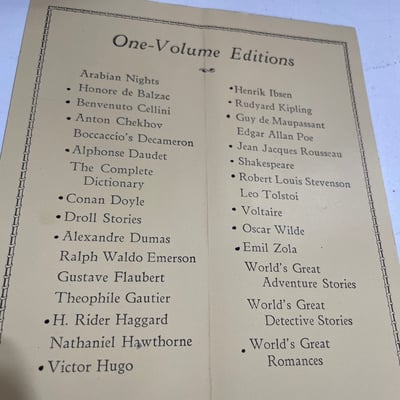 One-Volume Editions
Arabian Nights
• Honore de Balzac
• Benvenuto Cellini
• Anton Chekhov
Boccaccio's Decameron
• Alphonse Daudet
The Complete
Dictionary
• Conan Doyle
• Droll Stories
• Alexandre Dumas
Ralph Waldo Emerson
Gustave Flaubert
Theophile Gautier
• H. Rider Haggard
Nathaniel Hawthorne
• Victor Hugo
• Henrik Ibsen
• Rudyard Kipling
• Guy de Maupassant
Edgar Allan Poe
• Jean Jacques Rousseau
• Shakespeare
• Robert Louis Stevenson
Leo Tolstoi
• Voltaire
• Oscar Wilde
• Emil Zola
World's Great
Adventure Stories
World's Great
Detective Stories
• World's Great
Romances